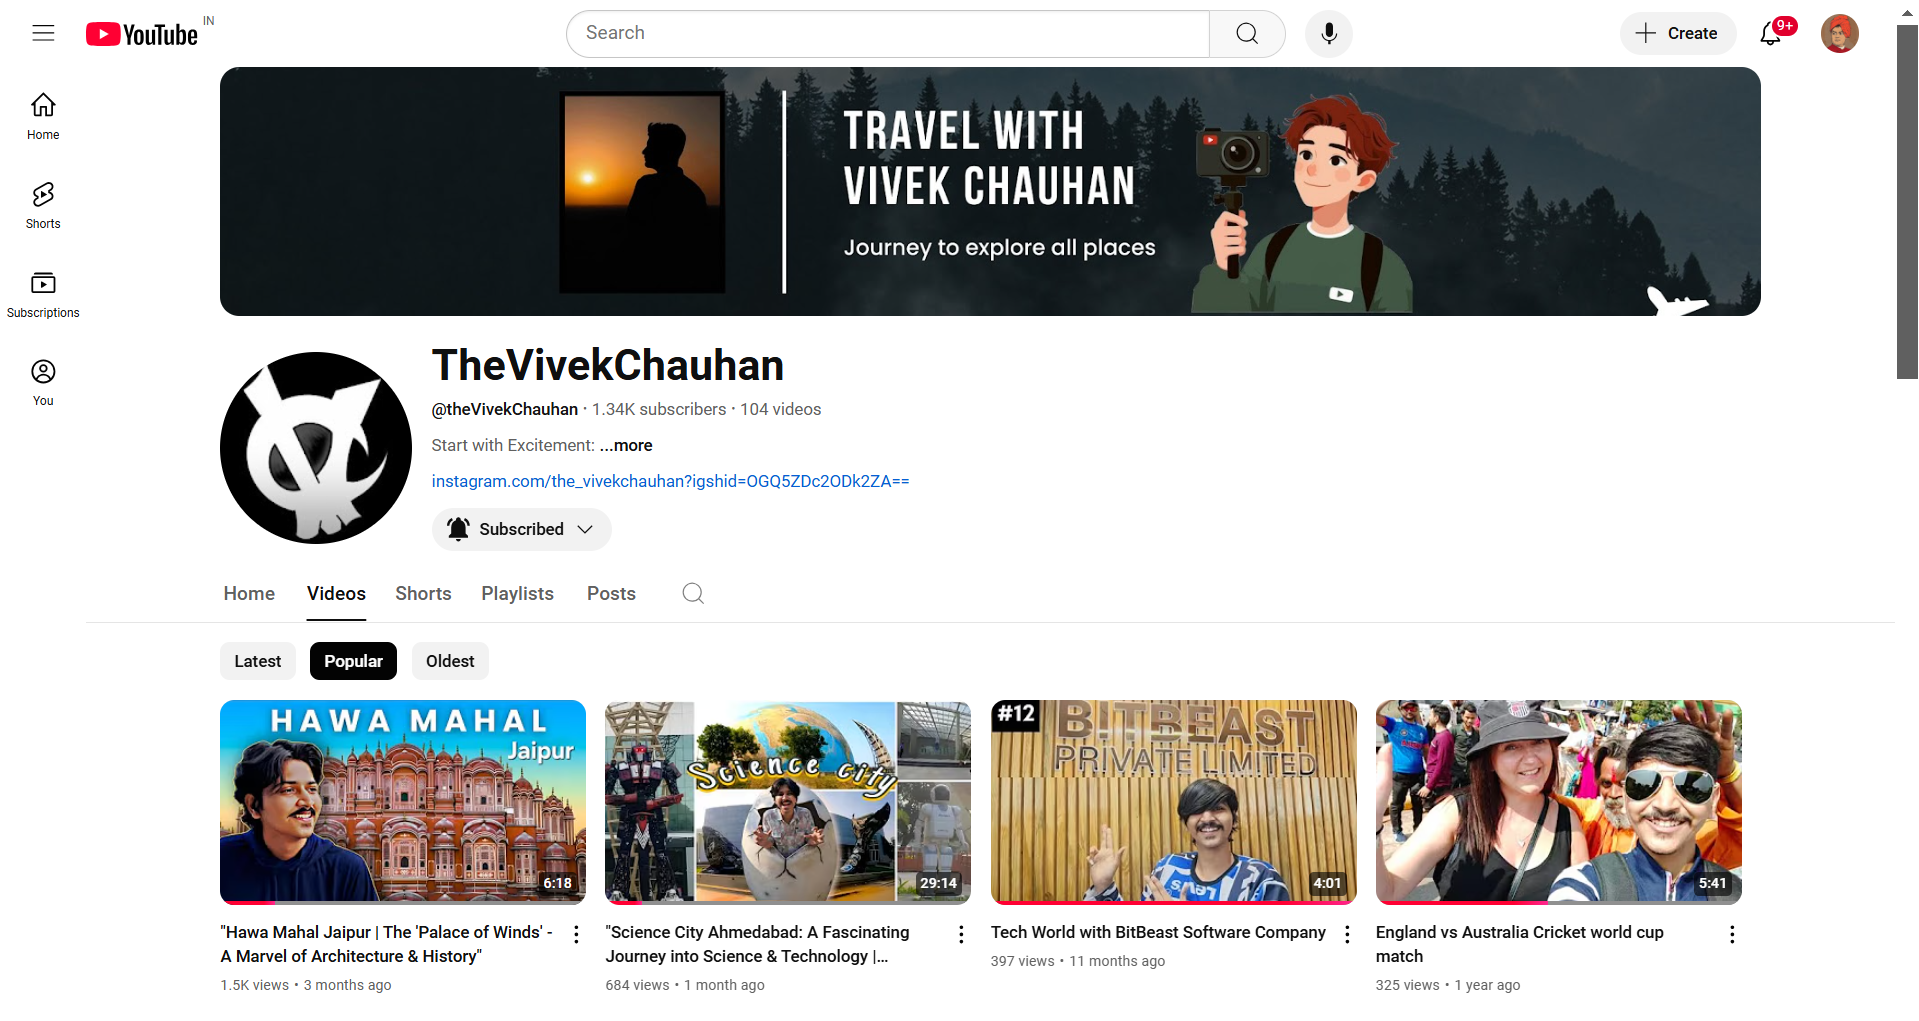 YouTube IN
Search
Create
9+
Home
Shorts
Subscriptions
You
TRAVEL WITH
VIVEK CHAUHAN
Journey to explore all places
TheVivekChauhan
@theVivekChauhan · 1.34K subscribers · 104 videos
Start with Excitement: ...more
instagram.com/the_vivekchauhan?igshid=OGQ5ZDc2ODk2ZA==
Subscribed
Home Videos Shorts Playlists Posts
Latest Popular Oldest
HAWA MAHAL
Jaipur
6:18
"Hawa Mahal Jaipur | The 'Palace of Winds' -
A Marvel of Architecture & History"
1.5K views • 3 months ago
Science city
29:14
"Science City Ahmedabad: A Fascinating
Journey into Science & Technology |...
684 views • 1 month ago
#12
BITBEAST
PRIVATE LIMITED
4:01
Tech World with BitBeast Software Company
397 views • 11 months ago
5:41
England vs Australia Cricket world cup
match
325 views • 1 year ago